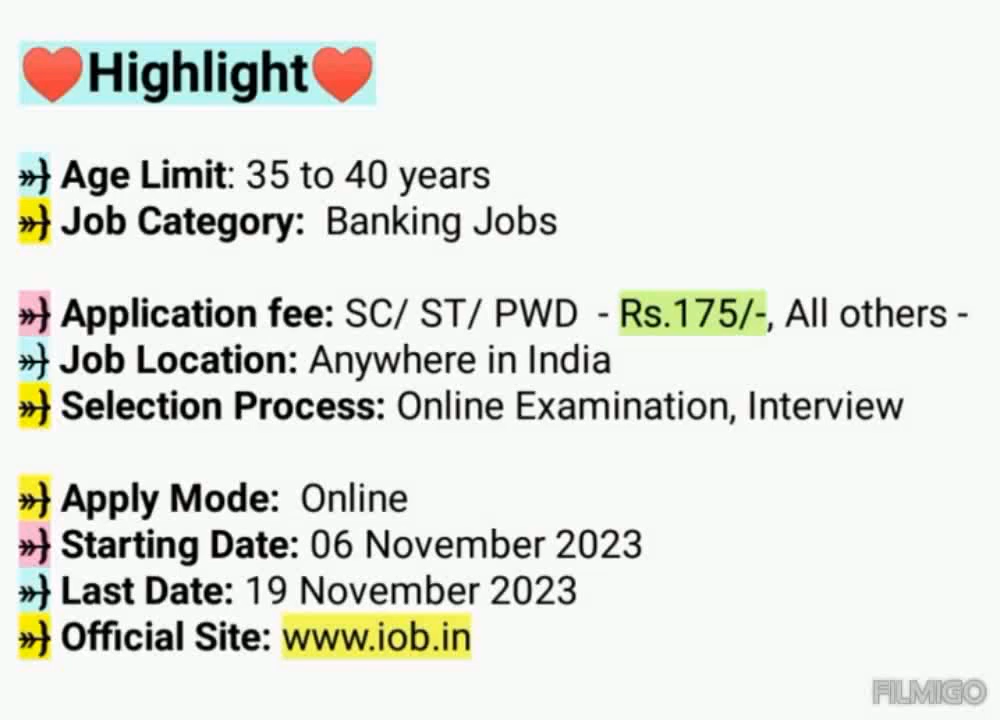 ❤️Highlight❤️
»} Age Limit: 35 to 40 years
»} Job Category: Banking Jobs
»} Application fee: SC/ ST/ PWD - Rs.175/-, All others -
»} Job Location: Anywhere in India
»} Selection Process: Online Examination, Interview
»} Apply Mode: Online
»} Starting Date: 06 November 2023
»} Last Date: 19 November 2023
»} Official Site: www.iob.in
FILMIGO